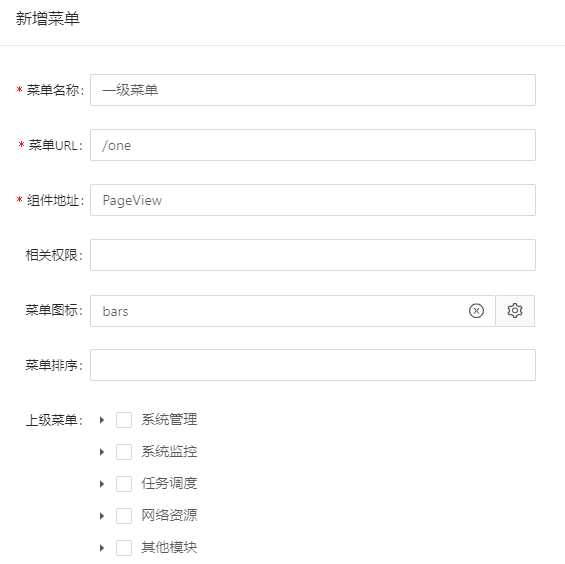 新增菜单
* 菜单名称: 一级菜单
* 菜单URL: /one
* 组件地址: PageView
相关权限:
菜单图标: bars
菜单排序:
上级菜单: 系统管理
系统监控
任务调度
网络资源
其他模块